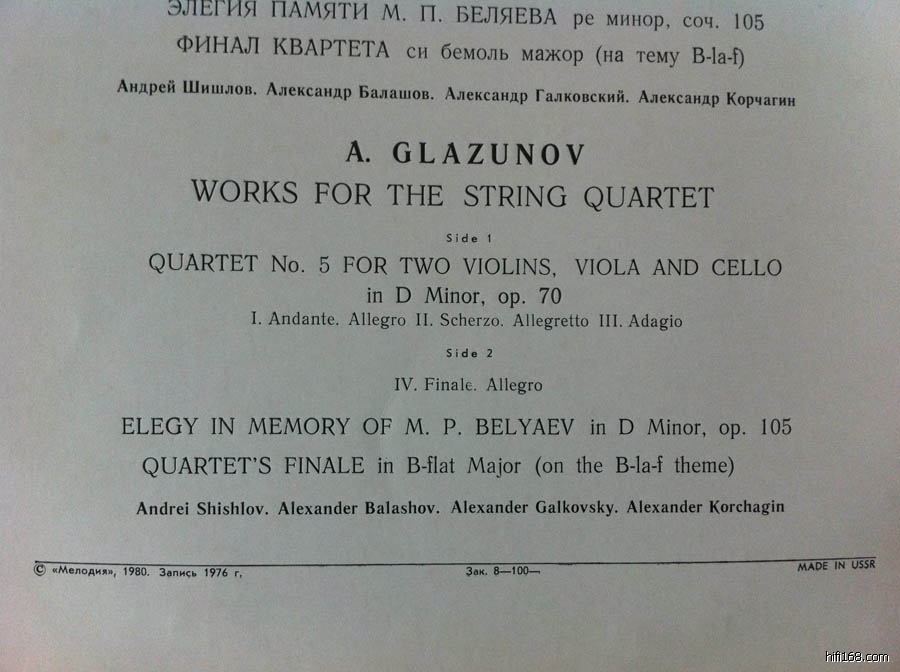 ЭЛЕГИЯ ПАМЯТИ М. П. БЕЛЯЕВА ре минор, соч. 105
ФИНАЛ КВАРТЕТА си бемоль мажор (на тему B-la-f)
Андрей Шишлов. Александр Балашов. Александр Галковский. Александр Корчагин
A. GLAZUNOV
WORKS FOR THE STRING QUARTET
Side 1
QUARTET No. 5 FOR TWO VIOLINS, VIOLA AND CELLO
in D Minor, op. 70
I. Andante. Allegro II. Scherzo. Allegretto III. Adagio
Side 2
IV. Finale. Allegro
ELEGY IN MEMORY OF M. P. BELYAEV in D Minor, op. 105
QUARTET'S FINALE in B-flat Major (on the B-la-f theme)
Andrei Shishlov. Alexander Balashov. Alexander Galkovsky. Alexander Korchagin
© «Мелодия», 1980. Запись 1976 г, Зак. 8—100— MADE IN USSR
hifi168.com